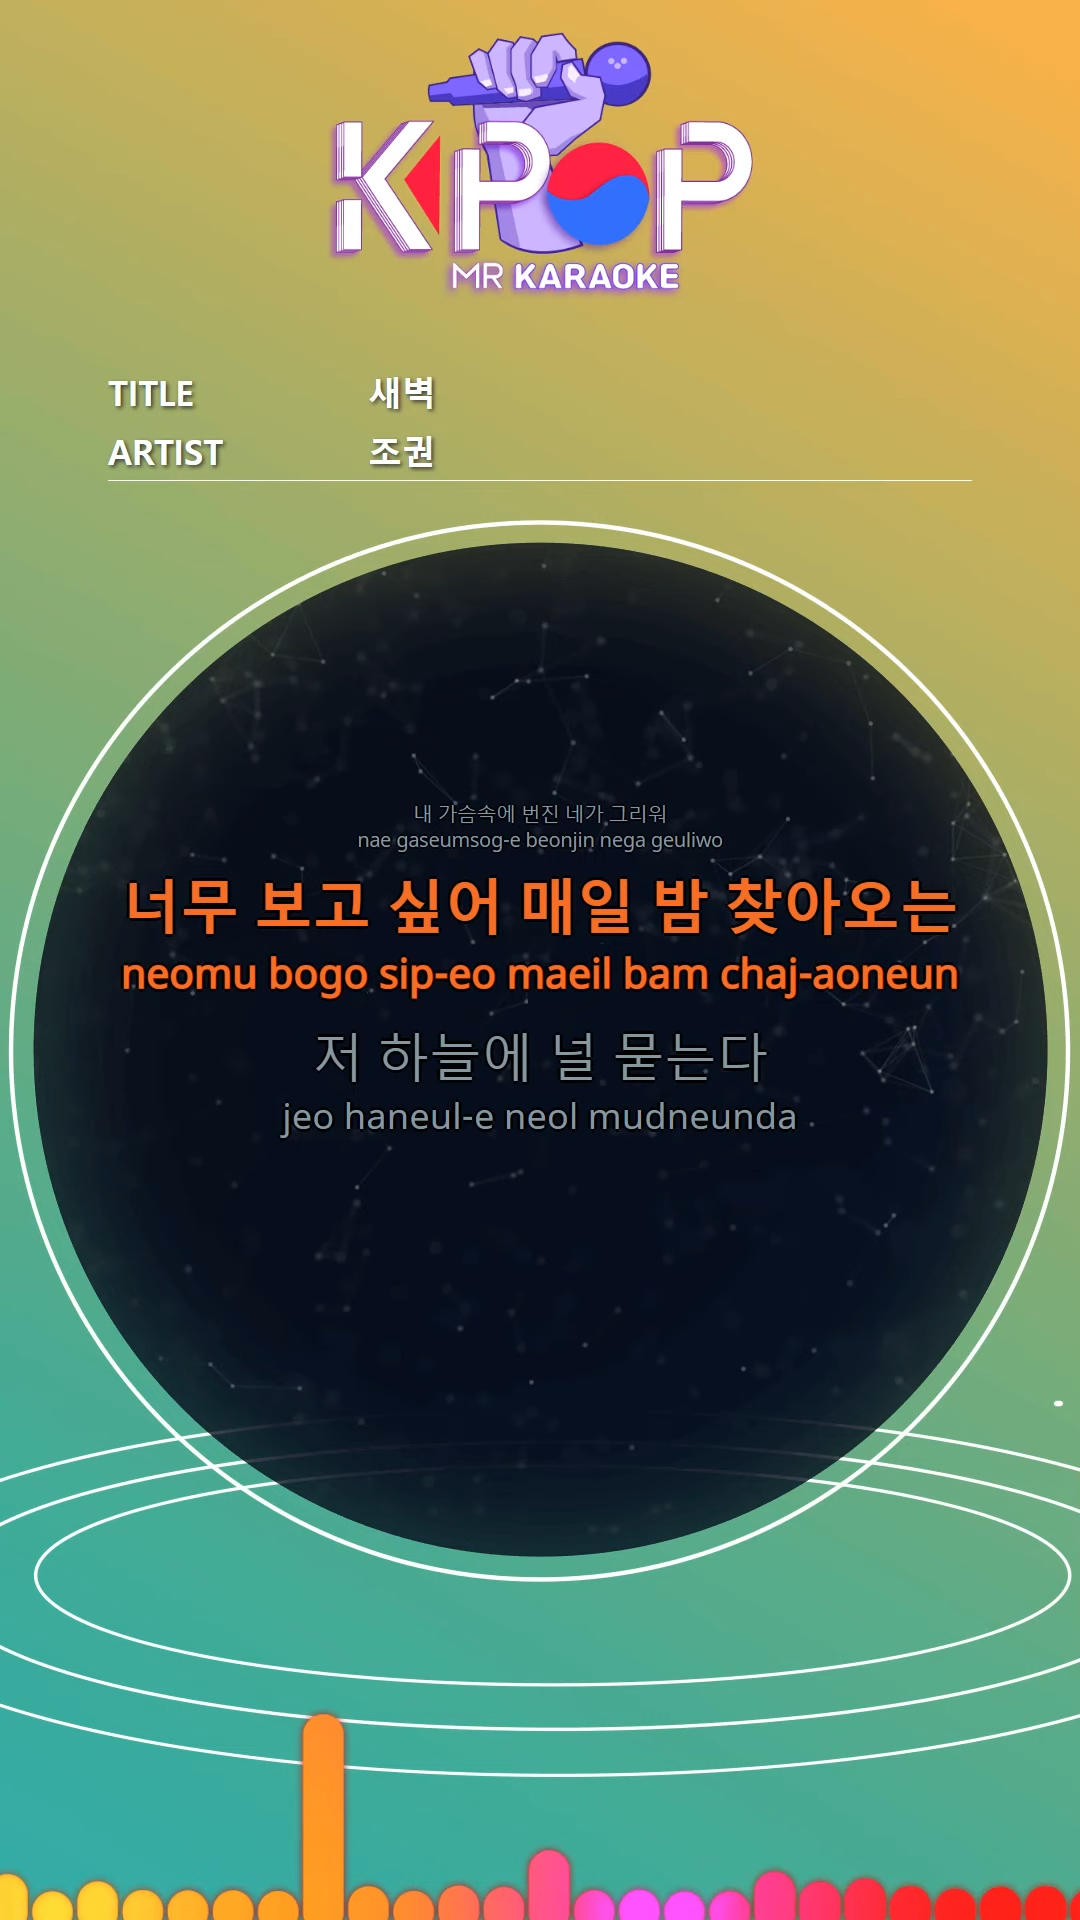 KPOP
MR KARAOKE
TITLE 새벽
ARTIST 조권
내 가슴속에 번진 네가 그리워
nae gaseumsog-e beonjin nega geuliwo
너무 보고 싶어 매일 밤 찾아오는
neomu bogo sip-eo maeil bam chaj-aoneun
저 하늘에 널 묻는다
jeo haneul-e neol mudneunda